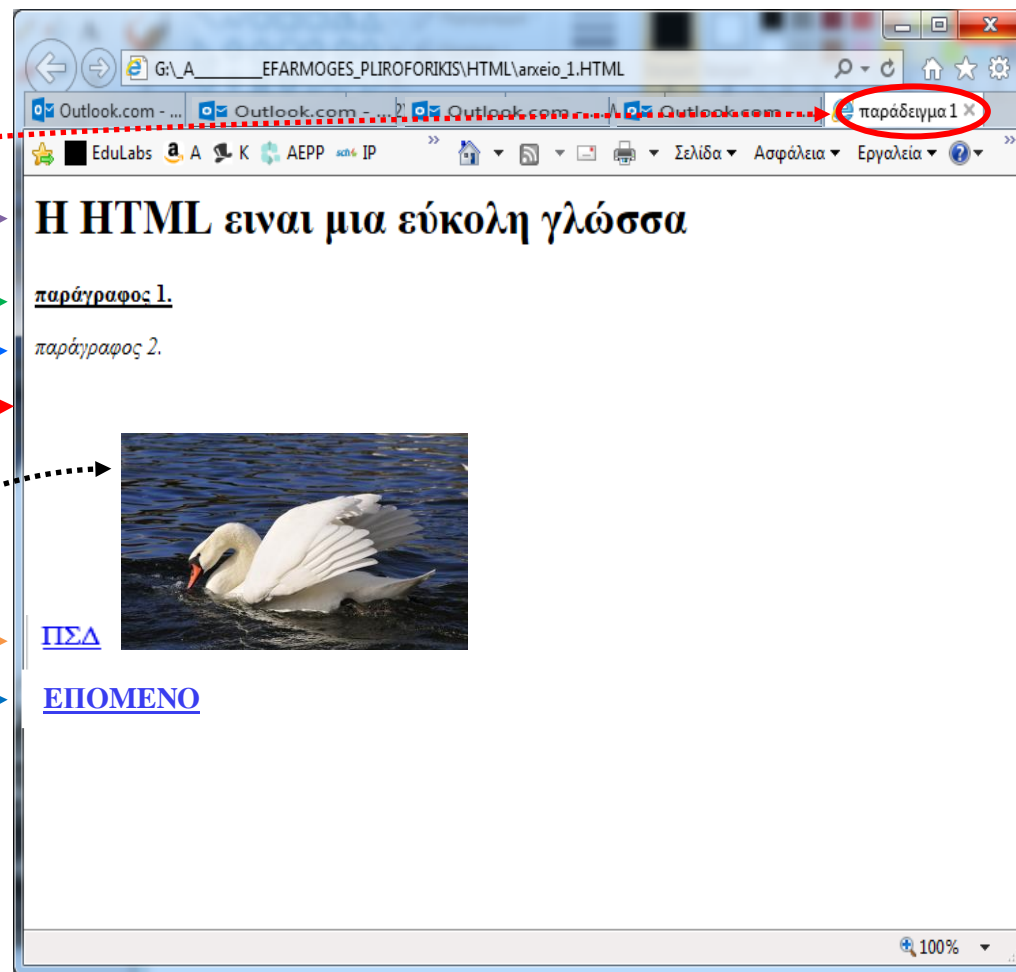 G:\_A________EFARMOGES_PLIROFORIKIS\HTML\arxeio_1.HTML
Outlook.com - ... Outlook.com - ... Outlook.com - ... Outlook.com παράδειγμα 1
EduLabs A K AEPP IP Σελίδα Ασφάλεια Εργαλεία
Η HTML ειναι μια εύκολη γλώσσα
παράγραφος 1.
παράγραφος 2.
ΠΣΔ
ΕΠΟΜΕΝΟ
100%